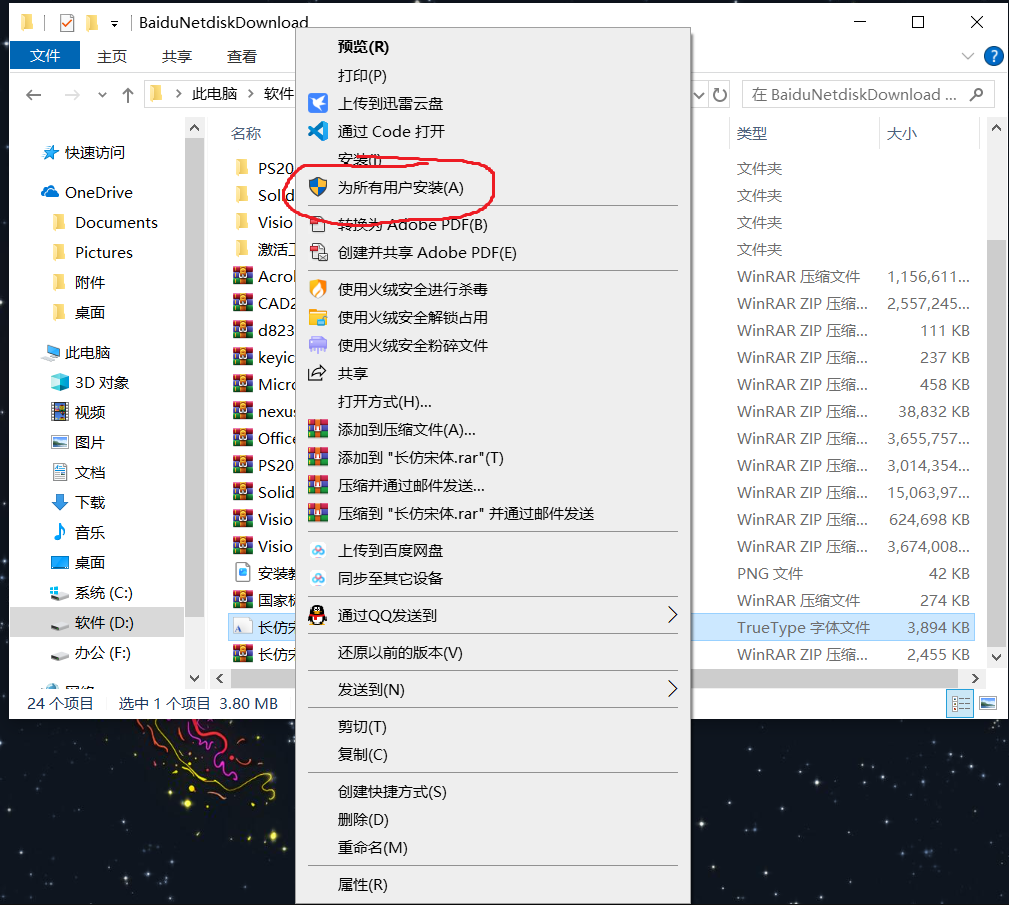 BaiduNetdiskDownload
文件
主页
共享
查看
此电脑
软件
在 BaiduNetdiskDownload ...
快速访问
OneDrive
Documents
Pictures
附件
桌面
此电脑
3D 对象
视频
图片
文档
下载
音乐
桌面
系统 (C:)
软件 (D:)
办公 (F:)
名称
PS20
Solid
Visio
激活
Acro
CAD2
d823
keyic
Micro
nexus
Office
PS20
Solid
Visio
Visio
安装
国家
长仿
长仿
预览(R)
打印(P)
上传到迅雷云盘
通过 Code 打开
安装(I)
为所有用户安装(A)
转换为 Adobe PDF(B)
创建并共享 Adobe PDF(E)
使用火绒安全进行杀毒
使用火绒安全解锁占用
使用火绒安全粉碎文件
共享
打开方式(H)...
添加到压缩文件(A)...
添加到 "长仿宋体.rar"(T)
压缩并通过邮件发送...
压缩到 "长仿宋体.rar" 并通过邮件发送
上传到百度网盘
同步至其它设备
通过QQ发送到
还原以前的版本(V)
发送到(N)
剪切(T)
复制(C)
创建快捷方式(S)
删除(D)
重命名(M)
属性(R)
类型 大小
文件夹
文件夹
文件夹
文件夹
WinRAR 压缩文件 1,156,611...
WinRAR ZIP 压缩... 2,557,245...
WinRAR ZIP 压缩... 111 KB
WinRAR ZIP 压缩... 237 KB
WinRAR ZIP 压缩... 458 KB
WinRAR ZIP 压缩... 38,832 KB
WinRAR ZIP 压缩... 3,655,757...
WinRAR ZIP 压缩... 3,014,354...
WinRAR ZIP 压缩... 15,063,97...
WinRAR ZIP 压缩... 624,698 KB
WinRAR ZIP 压缩... 3,674,008...
PNG 文件 42 KB
WinRAR 压缩文件 274 KB
TrueType 字体文件 3,894 KB
WinRAR ZIP 压缩... 2,455 KB
24 个项目 选中 1 个项目 3.80 MB